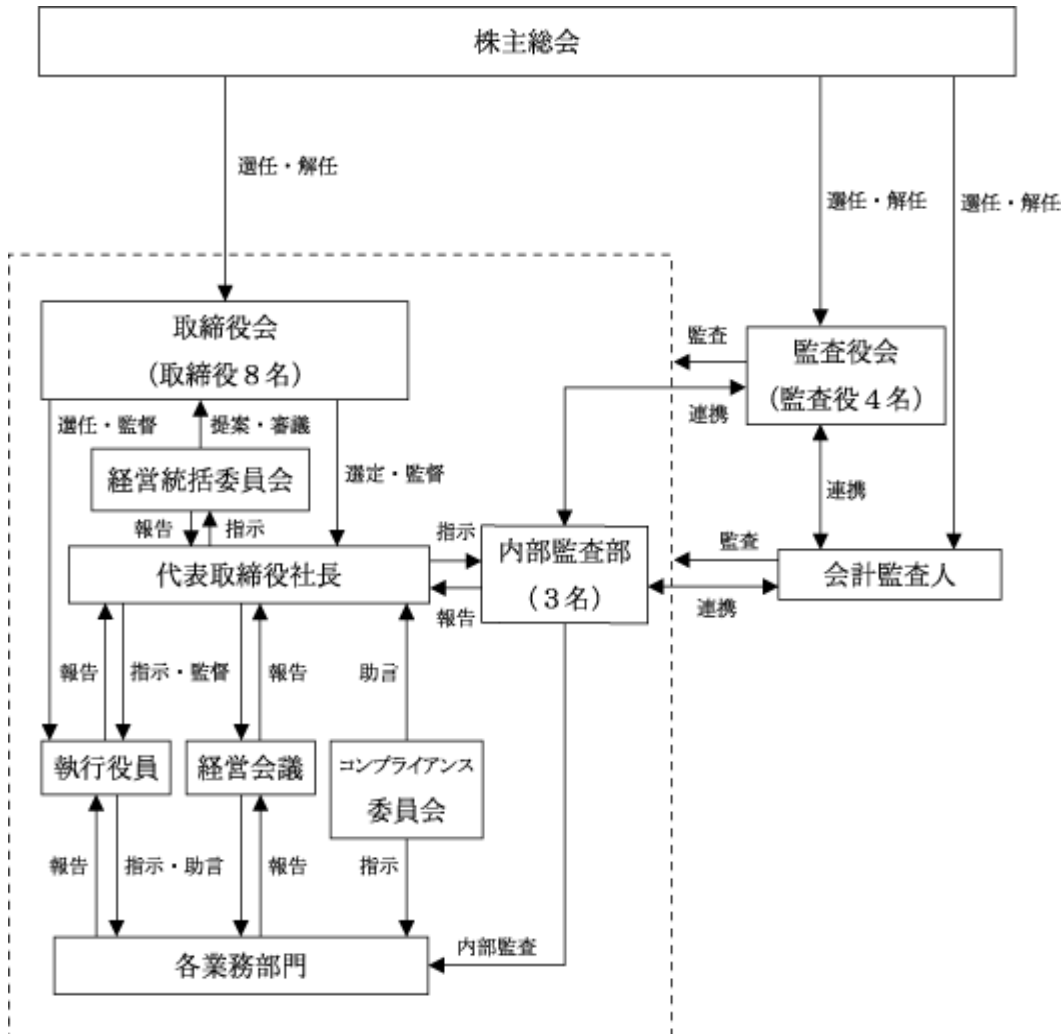 株主総会
選任・解任
選任・解任
選任・解任
取締役会
(取締役8名)
監査
監査役会
(監査役4名)
連携
選任・監督
提案・審議
経営統括委員会
選定・監督
連携
報告
指示
指示
内部監査部
(3名)
監査
会計監査人
代表取締役社長
報告
連携
報告
指示・監督
報告
助言
執行役員
経営会議
コンプライアンス
委員会
報告
指示・助言
報告
指示
内部監査
各業務部門